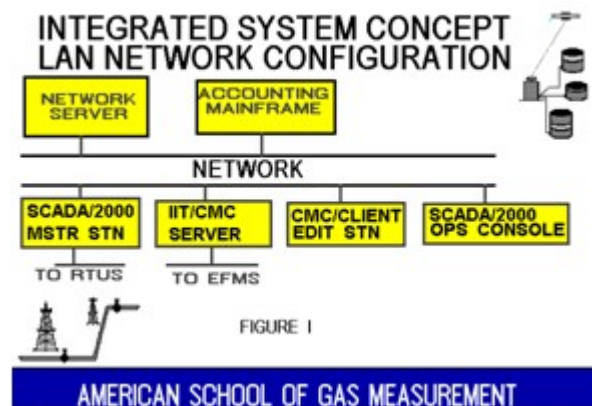 INTEGRATED SYSTEM CONCEPT
LAN NETWORK CONFIGURATION
NETWORK
SERVER
ACCOUNTING
MAINFRAME
NETWORK
SCADA/2000
MSTR STN
IIT/CMC
SERVER
CMC/CLIENT
EDIT STN
SCADA/2000
OPS CONSOLE
TO RTUS
TO EFMS
FIGURE I
AMERICAN SCHOOL OF GAS MEASUREMENT